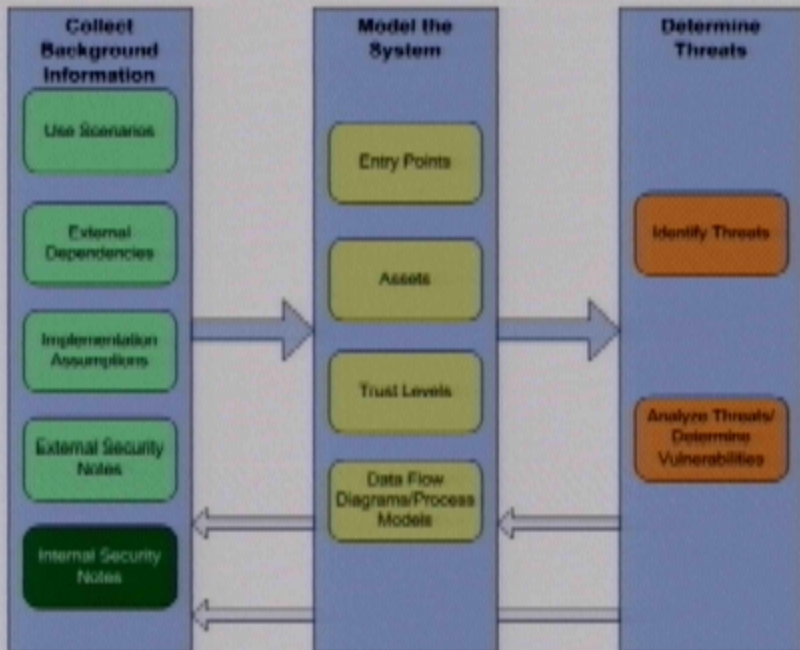 Collect
Background
Information
Use Scenarios
External
Dependencies
Implementation
Assumptions
External Security
Notes
Internal Security
Notes
Model the
System
Entry Points
Assets
Trust Levels
Data Flow
Diagrams/Process
Models
Determine
Threats
Identify Threats
Analyze Threats/
Determine
Vulnerabilities